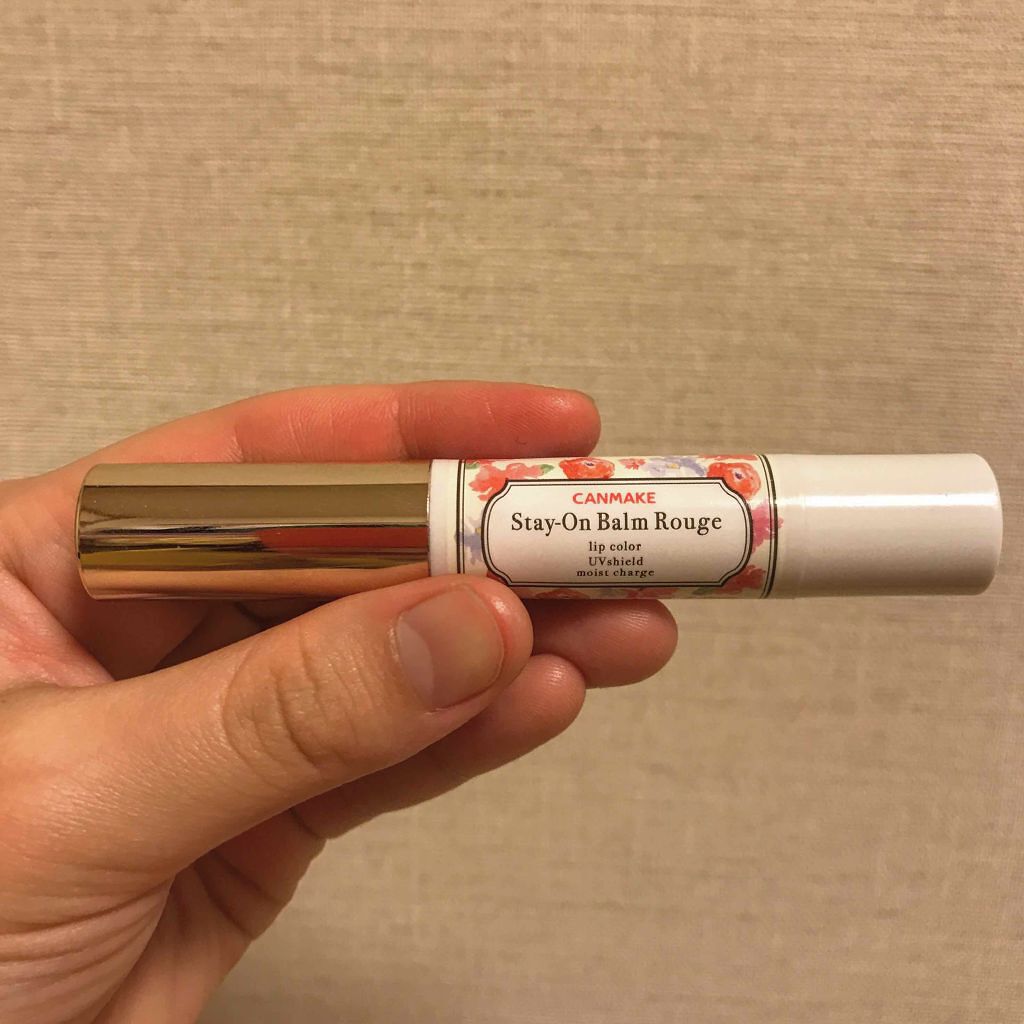 CANMAKE
Stay-On Balm Rouge
lip color
UVshield
moist charge